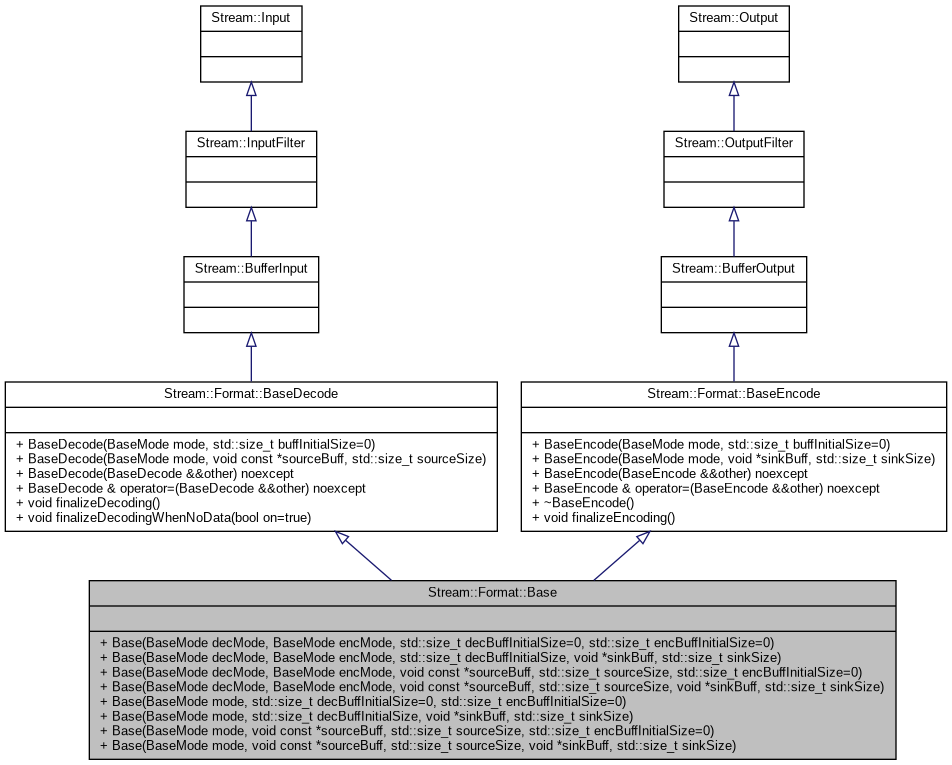 Stream::Input
Stream::Output
Stream::InputFilter
Stream::OutputFilter
Stream::BufferInput
Stream::BufferOutput
Stream::Format::BaseDecode
+ BaseDecode(BaseMode mode, std::size_t buffInitialSize=0)
+ BaseDecode(BaseMode mode, void const *sourceBuff, std::size_t sourceSize)
+ BaseDecode(BaseDecode &&other) noexcept
+ BaseDecode & operator=(BaseDecode &&other) noexcept
+ void finalizeDecoding()
+ void finalizeDecodingWhenNoData(bool on=true)
Stream::Format::BaseEncode
+ BaseEncode(BaseMode mode, std::size_t buffInitialSize=0)
+ BaseEncode(BaseMode mode, void *sinkBuff, std::size_t sinkSize)
+ BaseEncode(BaseEncode &&other) noexcept
+ BaseEncode & operator=(BaseEncode &&other) noexcept
+ ~BaseEncode()
+ void finalizeEncoding()
Stream::Format::Base
+ Base(BaseMode decMode, BaseMode encMode, std::size_t decBuffInitialSize=0, std::size_t encBuffInitialSize=0)
+ Base(BaseMode decMode, BaseMode encMode, std::size_t decBuffInitialSize, void *sinkBuff, std::size_t sinkSize)
+ Base(BaseMode decMode, BaseMode encMode, void const *sourceBuff, std::size_t sourceSize, std::size_t encBuffInitialSize=0)
+ Base(BaseMode decMode, BaseMode encMode, void const *sourceBuff, std::size_t sourceSize, void *sinkBuff, std::size_t sinkSize)
+ Base(BaseMode mode, std::size_t decBuffInitialSize=0, std::size_t encBuffInitialSize=0)
+ Base(BaseMode mode, std::size_t decBuffInitialSize, void *sinkBuff, std::size_t sinkSize)
+ Base(BaseMode mode, void const *sourceBuff, std::size_t sourceSize, std::size_t encBuffInitialSize=0)
+ Base(BaseMode mode, void const *sourceBuff, std::size_t sourceSize, void *sinkBuff, std::size_t sinkSize)